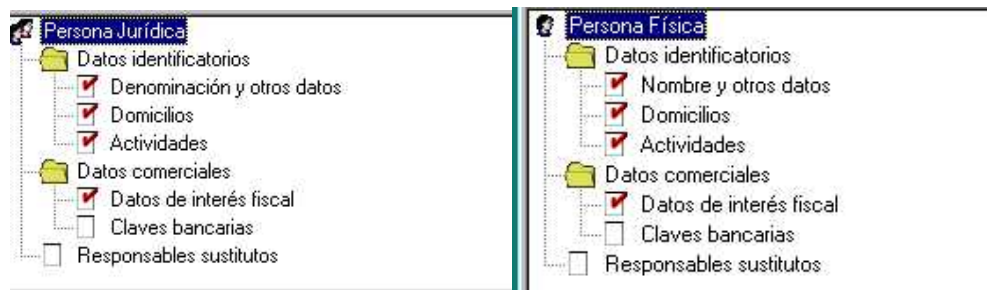 Persona Jurídica
Datos identificatorios
Denominación y otros datos
Domicilios
Actividades
Datos comerciales
Datos de interés fiscal
Claves bancarias
Responsables sustitutos
Persona Física
Datos identificatorios
Nombre y otros datos
Domicilios
Actividades
Datos comerciales
Datos de interés fiscal
Claves bancarias
Responsables sustitutos